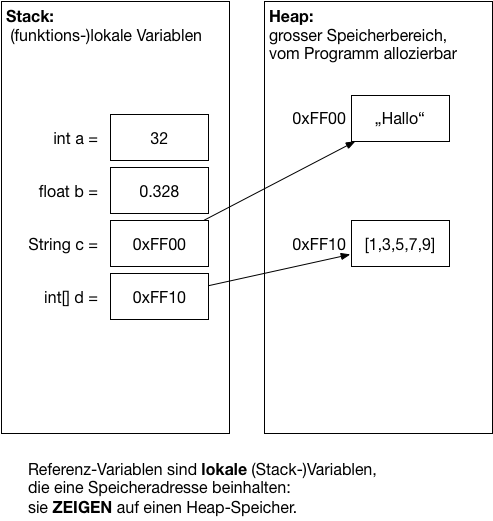 Stack:
(funktions-)lokale Variablen
int a =
32
float b =
0.328
String c =
0xFF00
int[] d =
0xFF10
Heap:
grosser Speicherbereich,
vom Programm allozierbar
0xFF00
„Hallo“
0xFF10
[1,3,5,7,9]
Referenz-Variablen sind lokale (Stack-)Variablen,
die eine Speicheradresse beinhalten:
sie ZEIGEN auf einen Heap-Speicher.